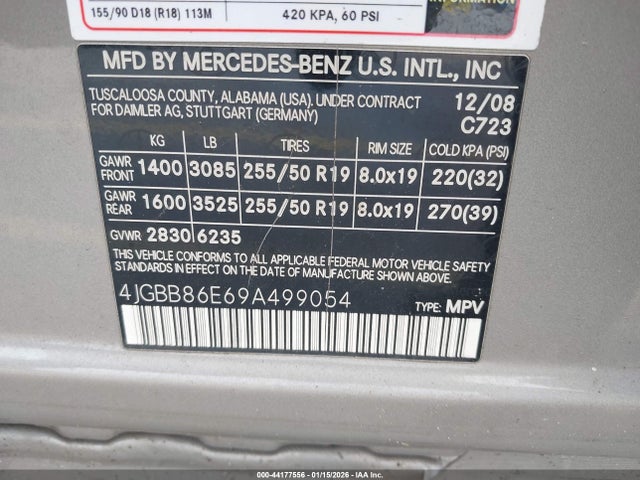 155/90 D18 (R18) 113M 420 KPA, 60 PSI
INFORMATION
MFD BY MERCEDES-BENZ U.S. INTL., INC
TUSCALOOSA COUNTY, ALABAMA (USA). UNDER CONTRACT 12/08
FOR DAIMLER AG, STUTTGART (GERMANY) C723
KG LB TIRES RIM SIZE COLD KPA (PSI)
GAWR FRONT 1400 3085 255/50 R19 8.0x19 220(32)
GAWR REAR 1600 3525 255/50 R19 8.0x19 270(39)
GVWR 2830 6235
THIS VEHICLE CONFORMS TO ALL APPLICABLE FEDERAL MOTOR VEHICLE SAFETY
STANDARDS IN EFFECT ON THE DATE OF MANUFACTURE SHOWN ABOVE.
4JGBB86E69A499054 TYPE: MPV
000-44177556 - 01/15/2026 - IAAI.COM